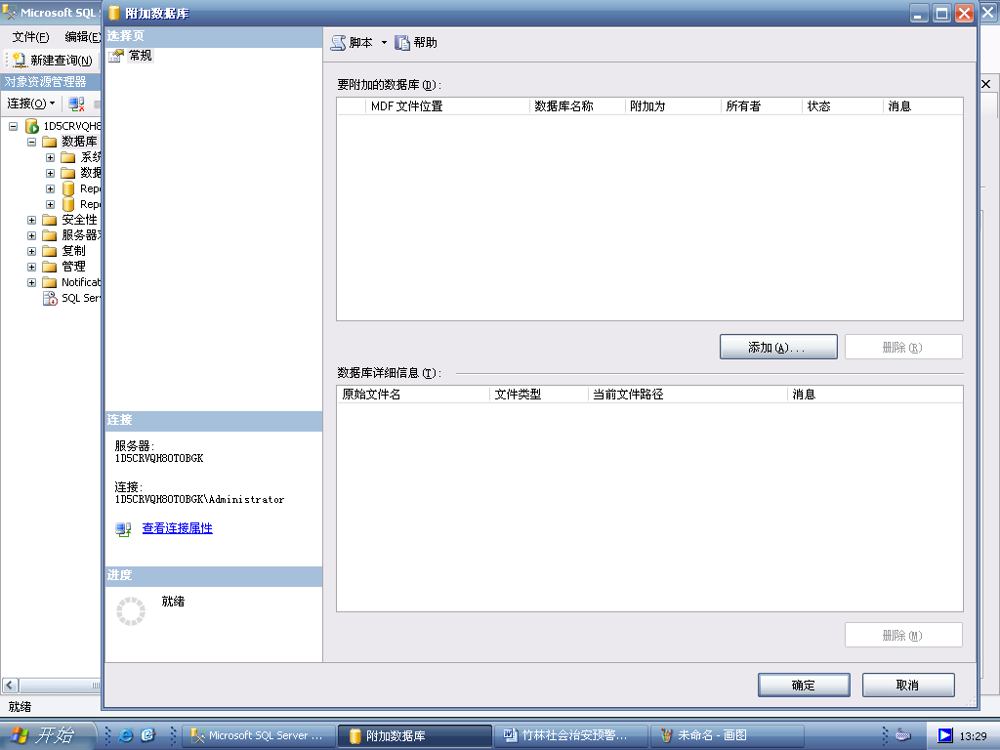 Microsoft SQL
附加数据库
文件(F) 编辑(E)
新建查询(N)
对象资源管理器
连接(O)
1D5CRVQH8
数据库
系统
数据
Repo
Repo
安全性
服务器对
复制
管理
Notificat
SQL Serv
就绪
选择页
常规
连接
服务器:
1D5CRVQH8OTOBGK
连接:
1D5CRVQH8OTOBGK\Administrator
查看连接属性
进度
就绪
脚本 帮助
要附加的数据库(D):
MDF 文件位置 数据库名称 附加为 所有者 状态 消息
添加(A)... 删除(R)
数据库详细信息(T):
原始文件名 文件类型 当前文件路径 消息
删除(M)
确定 取消
开始 Microsoft SQL Server ... 附加数据库 竹林社会治安预警... 未命名 - 画图 13:29